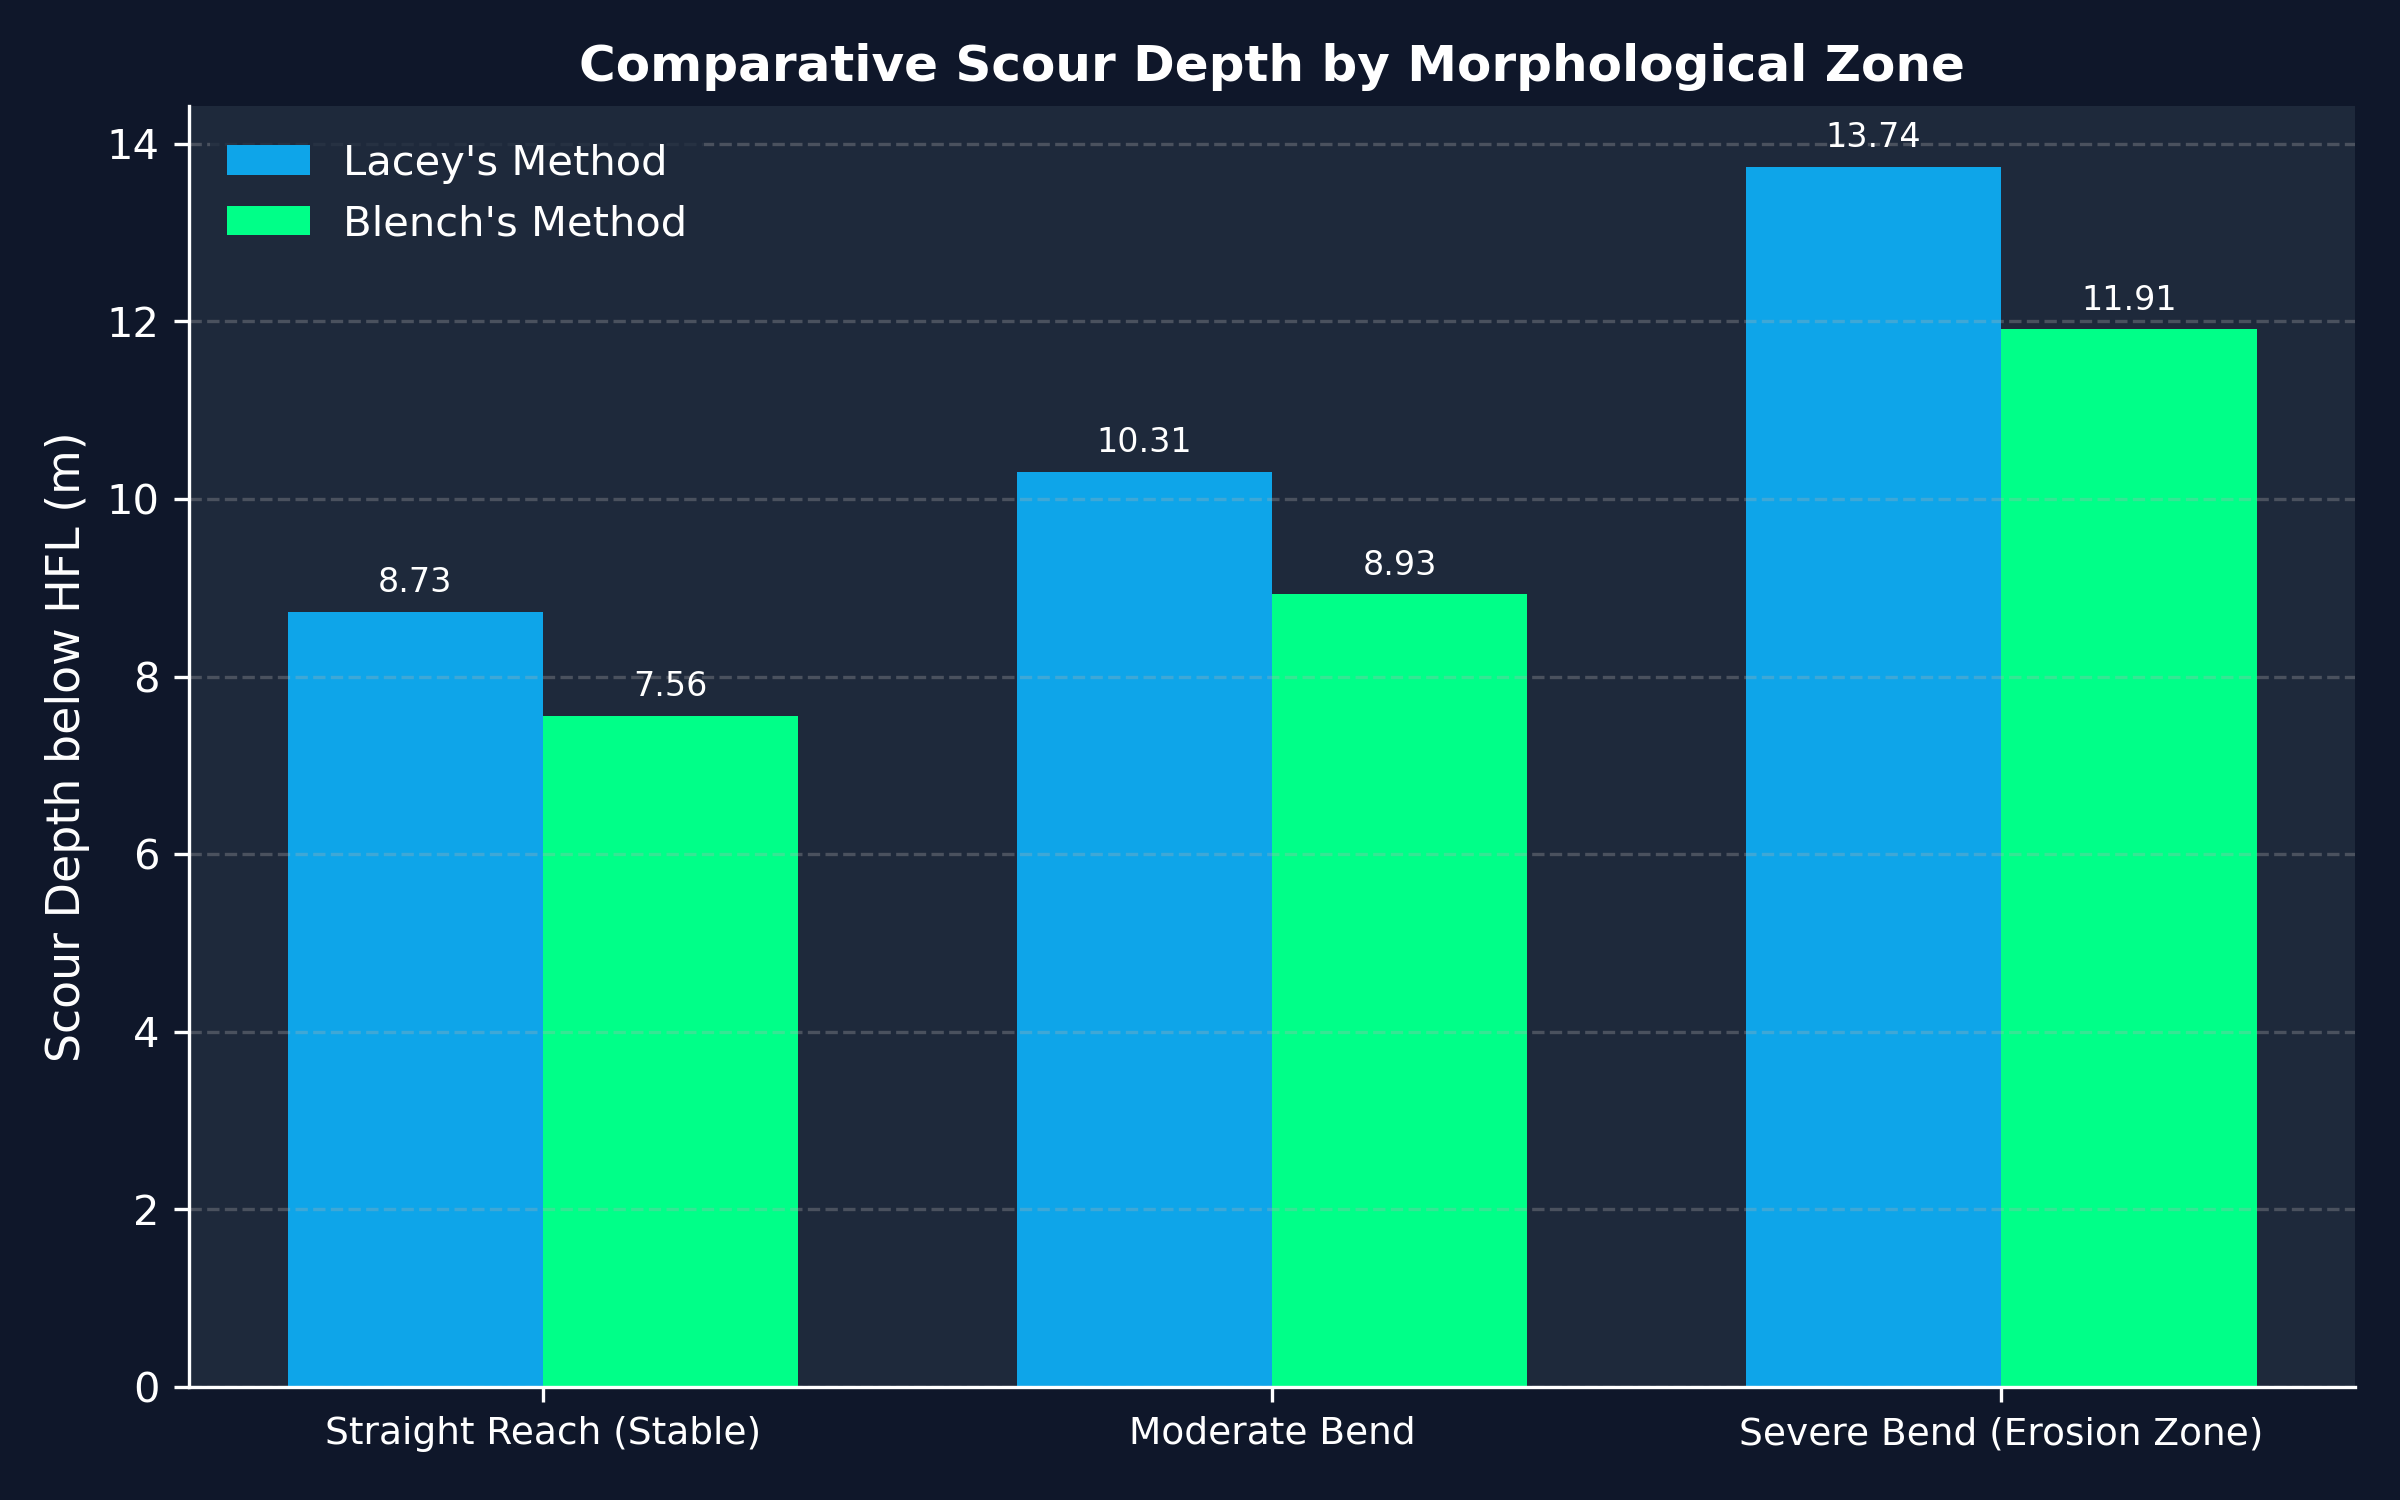 Comparative Scour Depth by Morphological Zone
Lacey's Method
Blench's Method
Scour Depth below HFL (m)
14
12
10
8
6
4
2
0
8.73
7.56
10.31
8.93
13.74
11.91
Straight Reach (Stable)
Moderate Bend
Severe Bend (Erosion Zone)